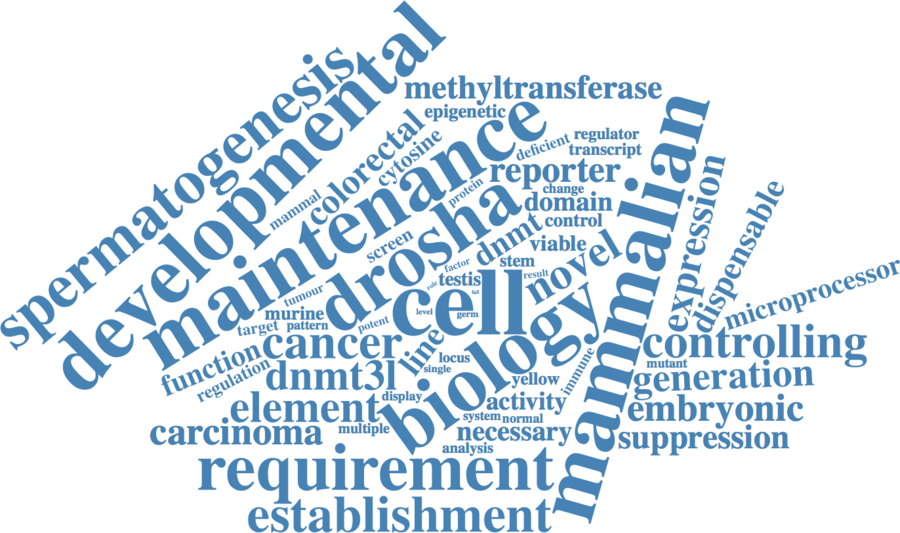 spermatogenesis
developmental
maintenance
methyltransferase
epigenetic
colorectal
cytosine
mammal
deficient
regulator
transcript
reporter
protein
change
domain
control
drosha
dnmt
viable
screen
stem
novel
factor
testis
result
role
full
cell
tumour
murine
target
pattern
potent
level
germ
mammalian
expression
dispensable
microprocessor
function
cancer
line
locus
single
regulation
dnmt3l
biology
controlling
mutant
generation
immune
yellow
display
element
activity
embryonic
system
normal
carcinoma
multiple
necessary
suppression
analysis
requirement
establishment